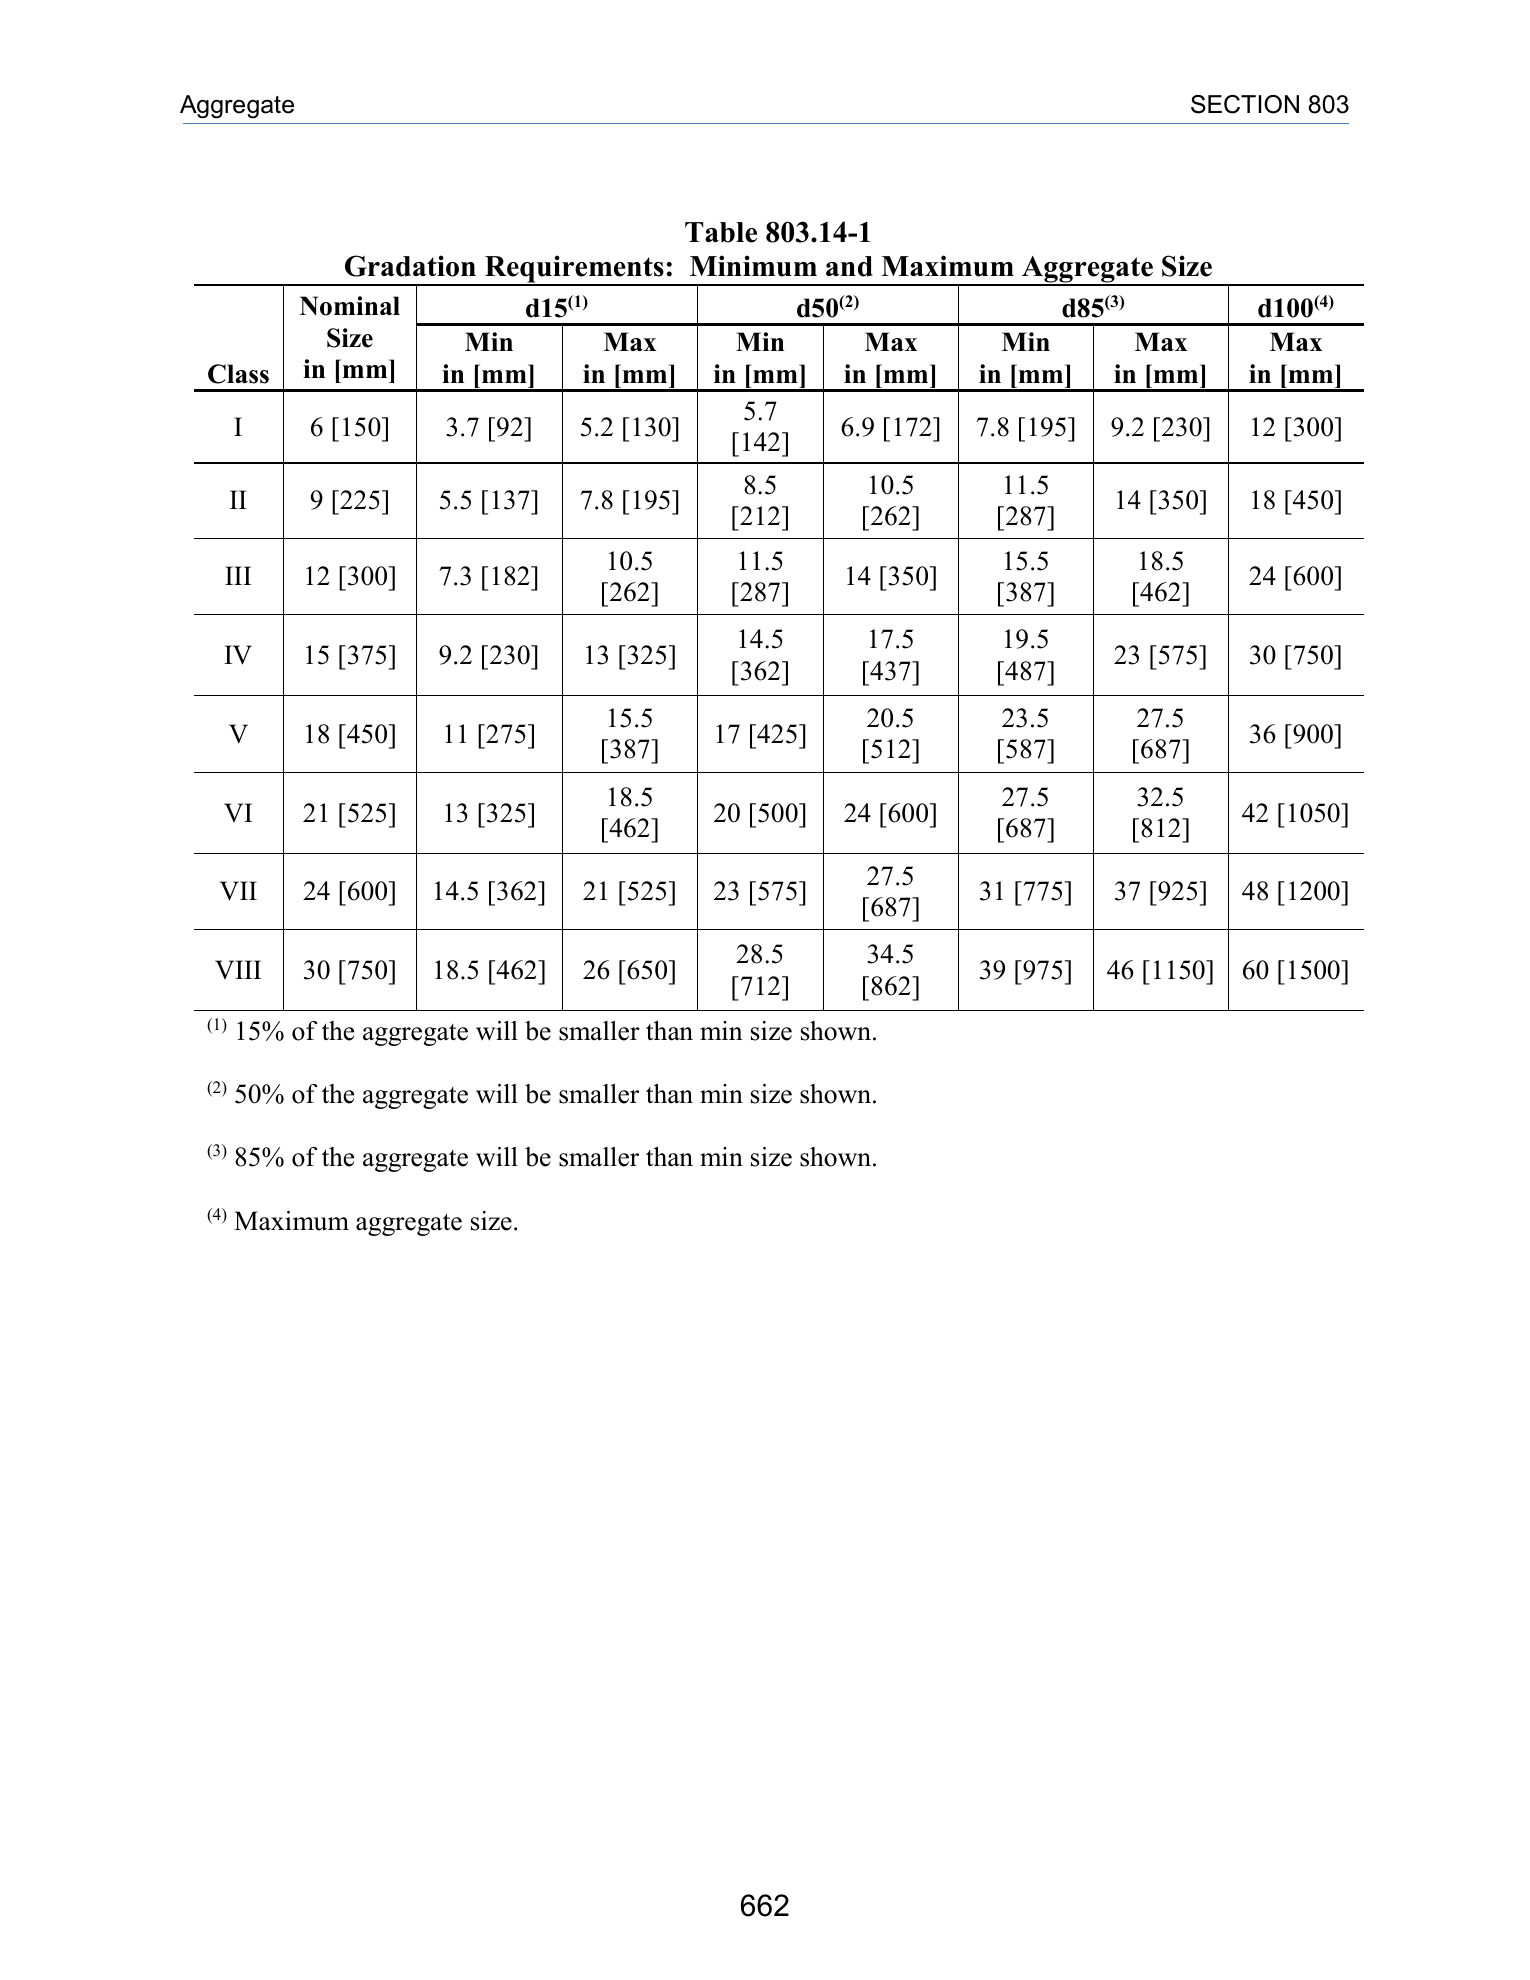 Aggregate SECTION 803
Table 803.14-1
Gradation Requirements: Minimum and Maximum Aggregate Size
Class Nominal Size in [mm] d15(1) d50(2) d85(3) d100(4)
Min in [mm] Max in [mm] Min in [mm] Max in [mm] Min in [mm] Max in [mm] Max in [mm]
I 6 [150] 3.7 [92] 5.2 [130] 5.7 [142] 6.9 [172] 7.8 [195] 9.2 [230] 12 [300]
II 9 [225] 5.5 [137] 7.8 [195] 8.5 [212] 10.5 [262] 11.5 [287] 14 [350] 18 [450]
III 12 [300] 7.3 [182] 10.5 [262] 11.5 [287] 14 [350] 15.5 [387] 18.5 [462] 24 [600]
IV 15 [375] 9.2 [230] 13 [325] 14.5 [362] 17.5 [437] 19.5 [487] 23 [575] 30 [750]
V 18 [450] 11 [275] 15.5 [387] 17 [425] 20.5 [512] 23.5 [587] 27.5 [687] 36 [900]
VI 21 [525] 13 [325] 18.5 [462] 20 [500] 24 [600] 27.5 [687] 32.5 [812] 42 [1050]
VII 24 [600] 14.5 [362] 21 [525] 23 [575] 27.5 [687] 31 [775] 37 [925] 48 [1200]
VIII 30 [750] 18.5 [462] 26 [650] 28.5 [712] 34.5 [862] 39 [975] 46 [1150] 60 [1500]
(1) 15% of the aggregate will be smaller than min size shown.
(2) 50% of the aggregate will be smaller than min size shown.
(3) 85% of the aggregate will be smaller than min size shown.
(4) Maximum aggregate size.
662